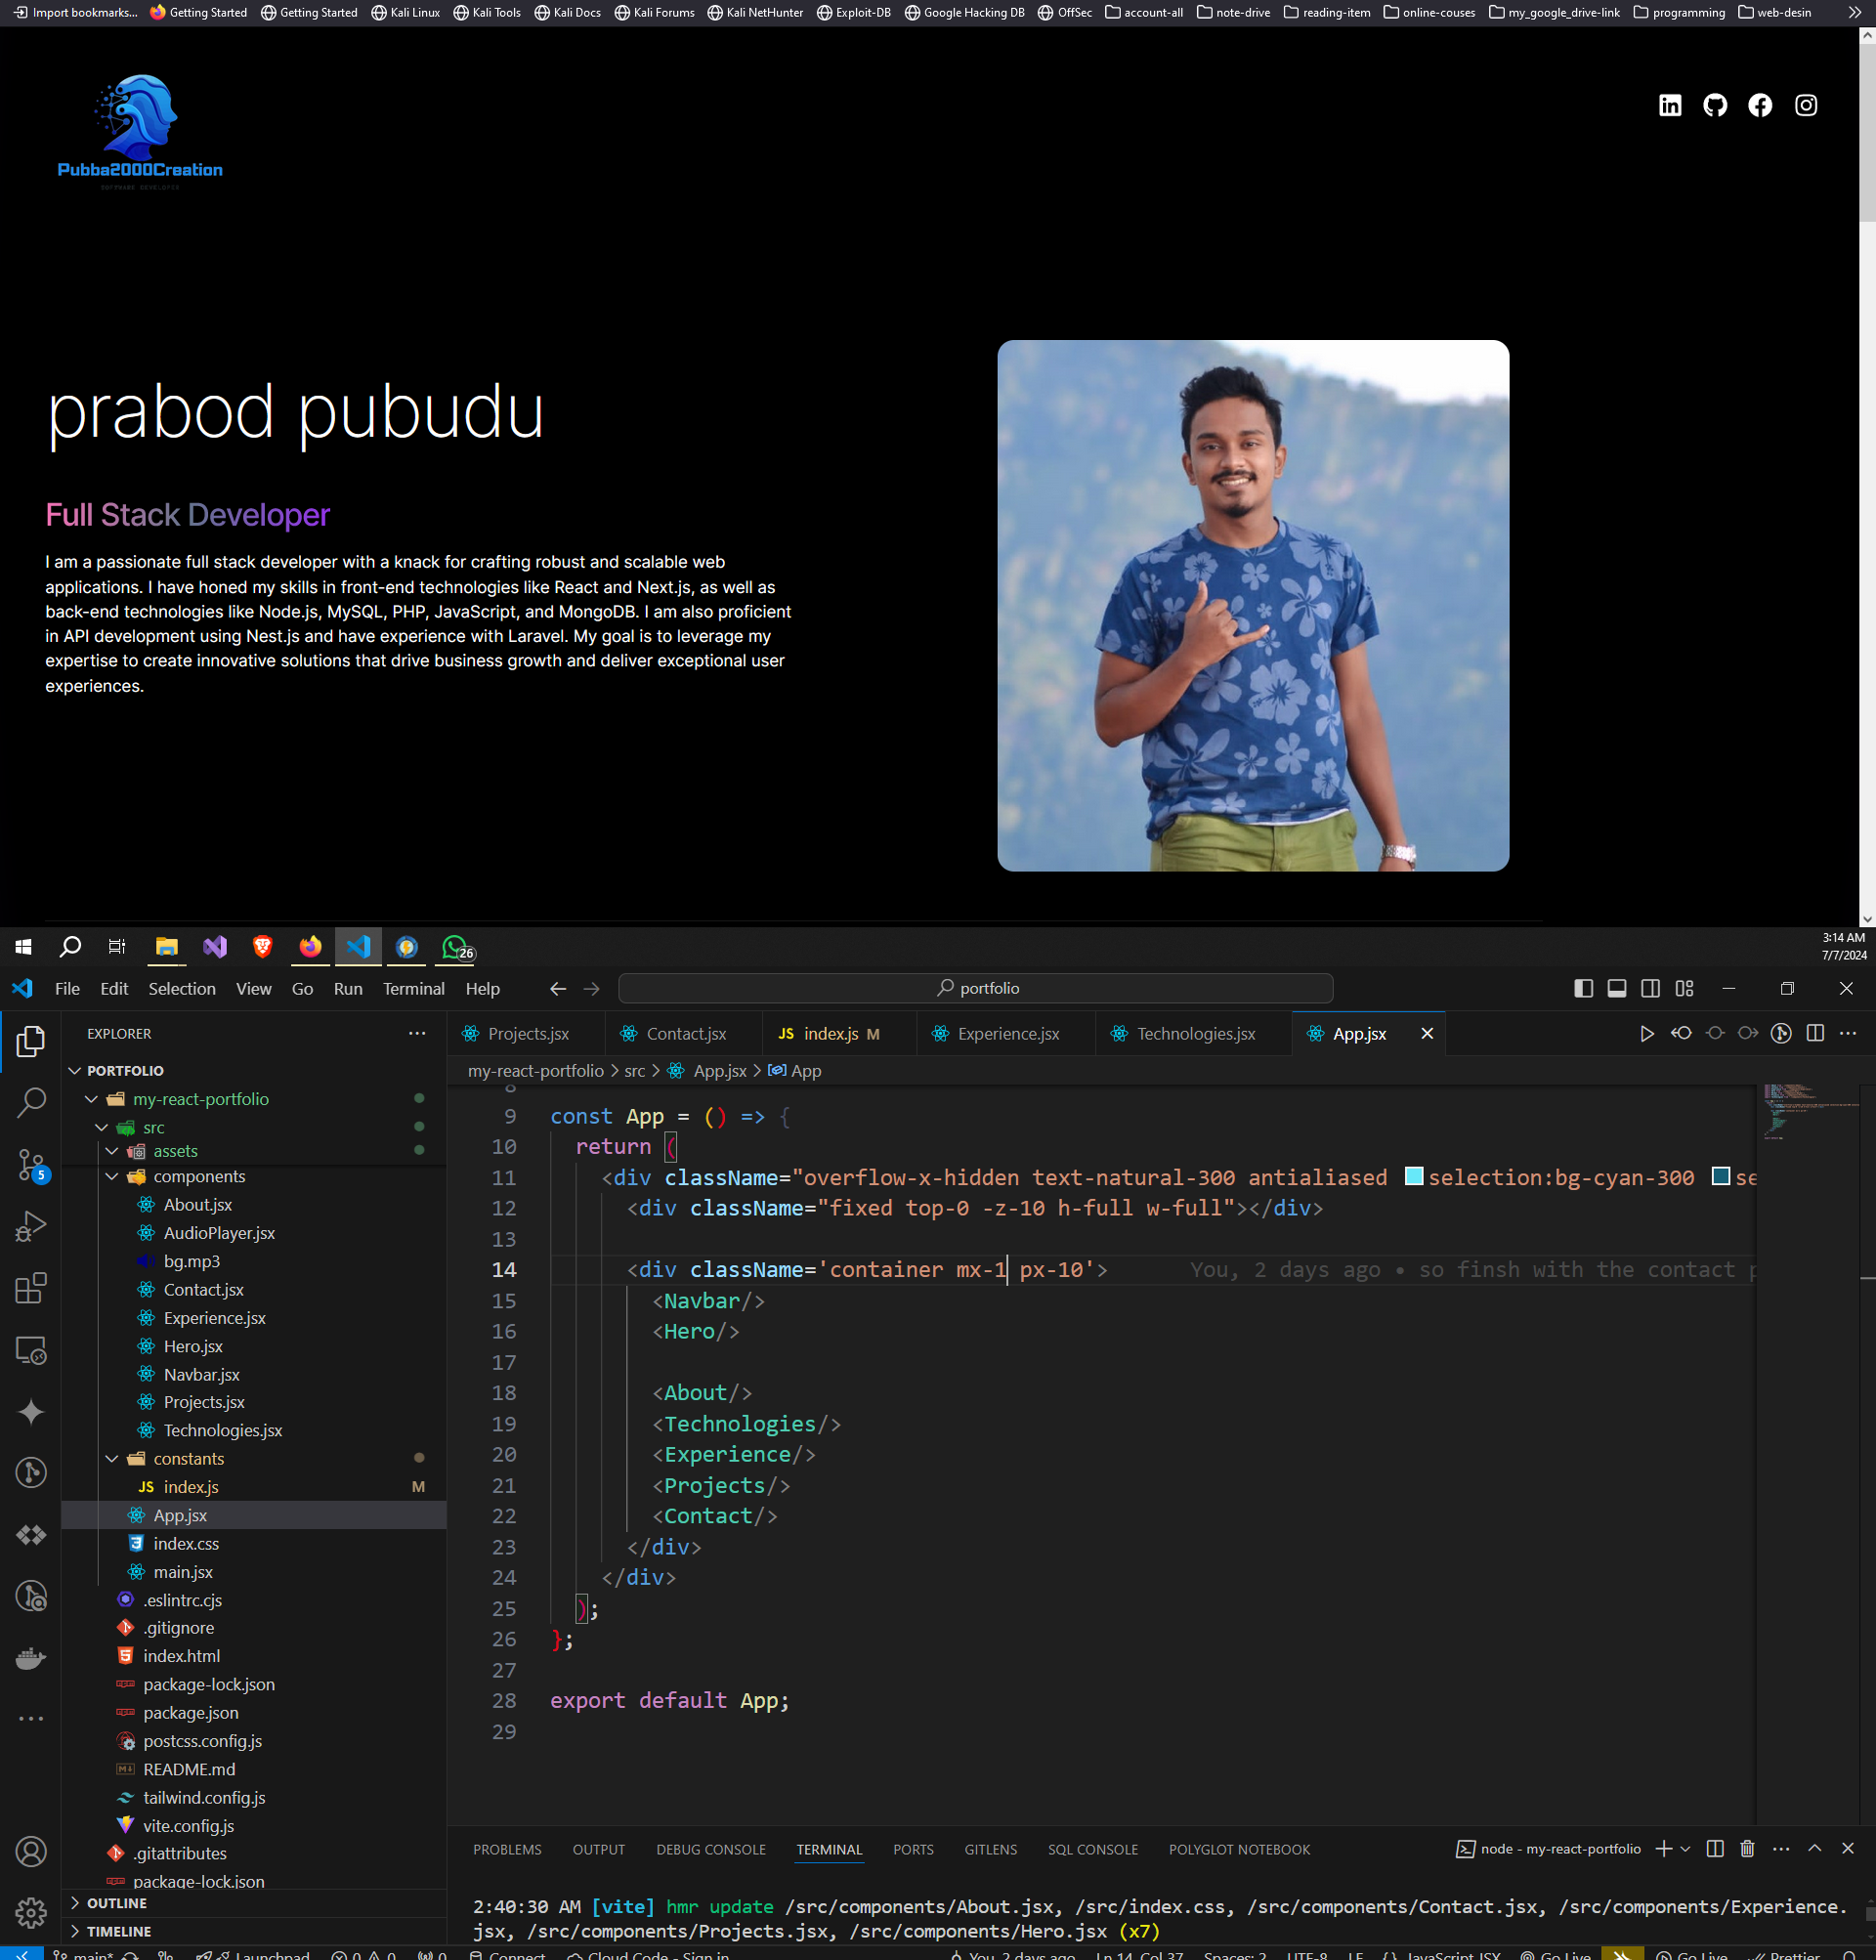 Import bookmarks... Getting Started Getting Started Kali Linux Kali Tools Kali Docs Kali Forums Kali NetHunter Exploit-DB Google Hacking DB OffSec account-all note-drive reading-item online-couses my_google_drive-link programming web-desin
Pubba2000Creation
SOFTWARE DEVELOPER
prabod pubudu
Full Stack Developer
I am a passionate full stack developer with a knack for crafting robust and scalable web
applications. I have honed my skills in front-end technologies like React and Next.js, as well as
back-end technologies like Node.js, MySQL, PHP, JavaScript, and MongoDB. I am also proficient
in API development using Nest.js and have experience with Laravel. My goal is to leverage my
expertise to create innovative solutions that drive business growth and deliver exceptional user
experiences.
26
3:14 AM
7/7/2024
File Edit Selection View Go Run Terminal Help portfolio
EXPLORER
PORTFOLIO
my-react-portfolio
src
assets
components
About.jsx
AudioPlayer.jsx
bg.mp3
Contact.jsx
Experience.jsx
Hero.jsx
Navbar.jsx
Projects.jsx
Technologies.jsx
constants
JS index.js M
App.jsx
index.css
main.jsx
.eslintrc.cjs
.gitignore
index.html
package-lock.json
package.json
postcss.config.js
README.md
tailwind.config.js
vite.config.js
.gitattributes
package-lock.json
OUTLINE
TIMELINE
5
Projects.jsx Contact.jsx JS index.js M Experience.jsx Technologies.jsx App.jsx
my-react-portfolio > src > App.jsx > App
8
9 const App = () => {
10 return (
11 <div className="overflow-x-hidden text-natural-300 antialiased selection:bg-cyan-300 se
12 <div className="fixed top-0 -z-10 h-full w-full"></div>
13
14 <div className='container mx-1 px-10'> You, 2 days ago • so finsh with the contact p
15 <Navbar/>
16 <Hero/>
17
18 <About/>
19 <Technologies/>
20 <Experience/>
21 <Projects/>
22 <Contact/>
23 </div>
24 </div>
25 );
26 };
27
28 export default App;
29
PROBLEMS OUTPUT DEBUG CONSOLE TERMINAL PORTS GITLENS SQL CONSOLE POLYGLOT NOTEBOOK node - my-react-portfolio
2:40:30 AM [vite] hmr update /src/components/About.jsx, /src/index.css, /src/components/Contact.jsx, /src/components/Experience.
jsx, /src/components/Projects.jsx, /src/components/Hero.jsx (x7)
main* Launchpad 0 0 0 Connect Cloud Code - Sign in You, 2 days ago Ln 14, Col 37 Spaces: 2 UTF-8 LF {} JavaScript JSX Go Live Go Live Prettier